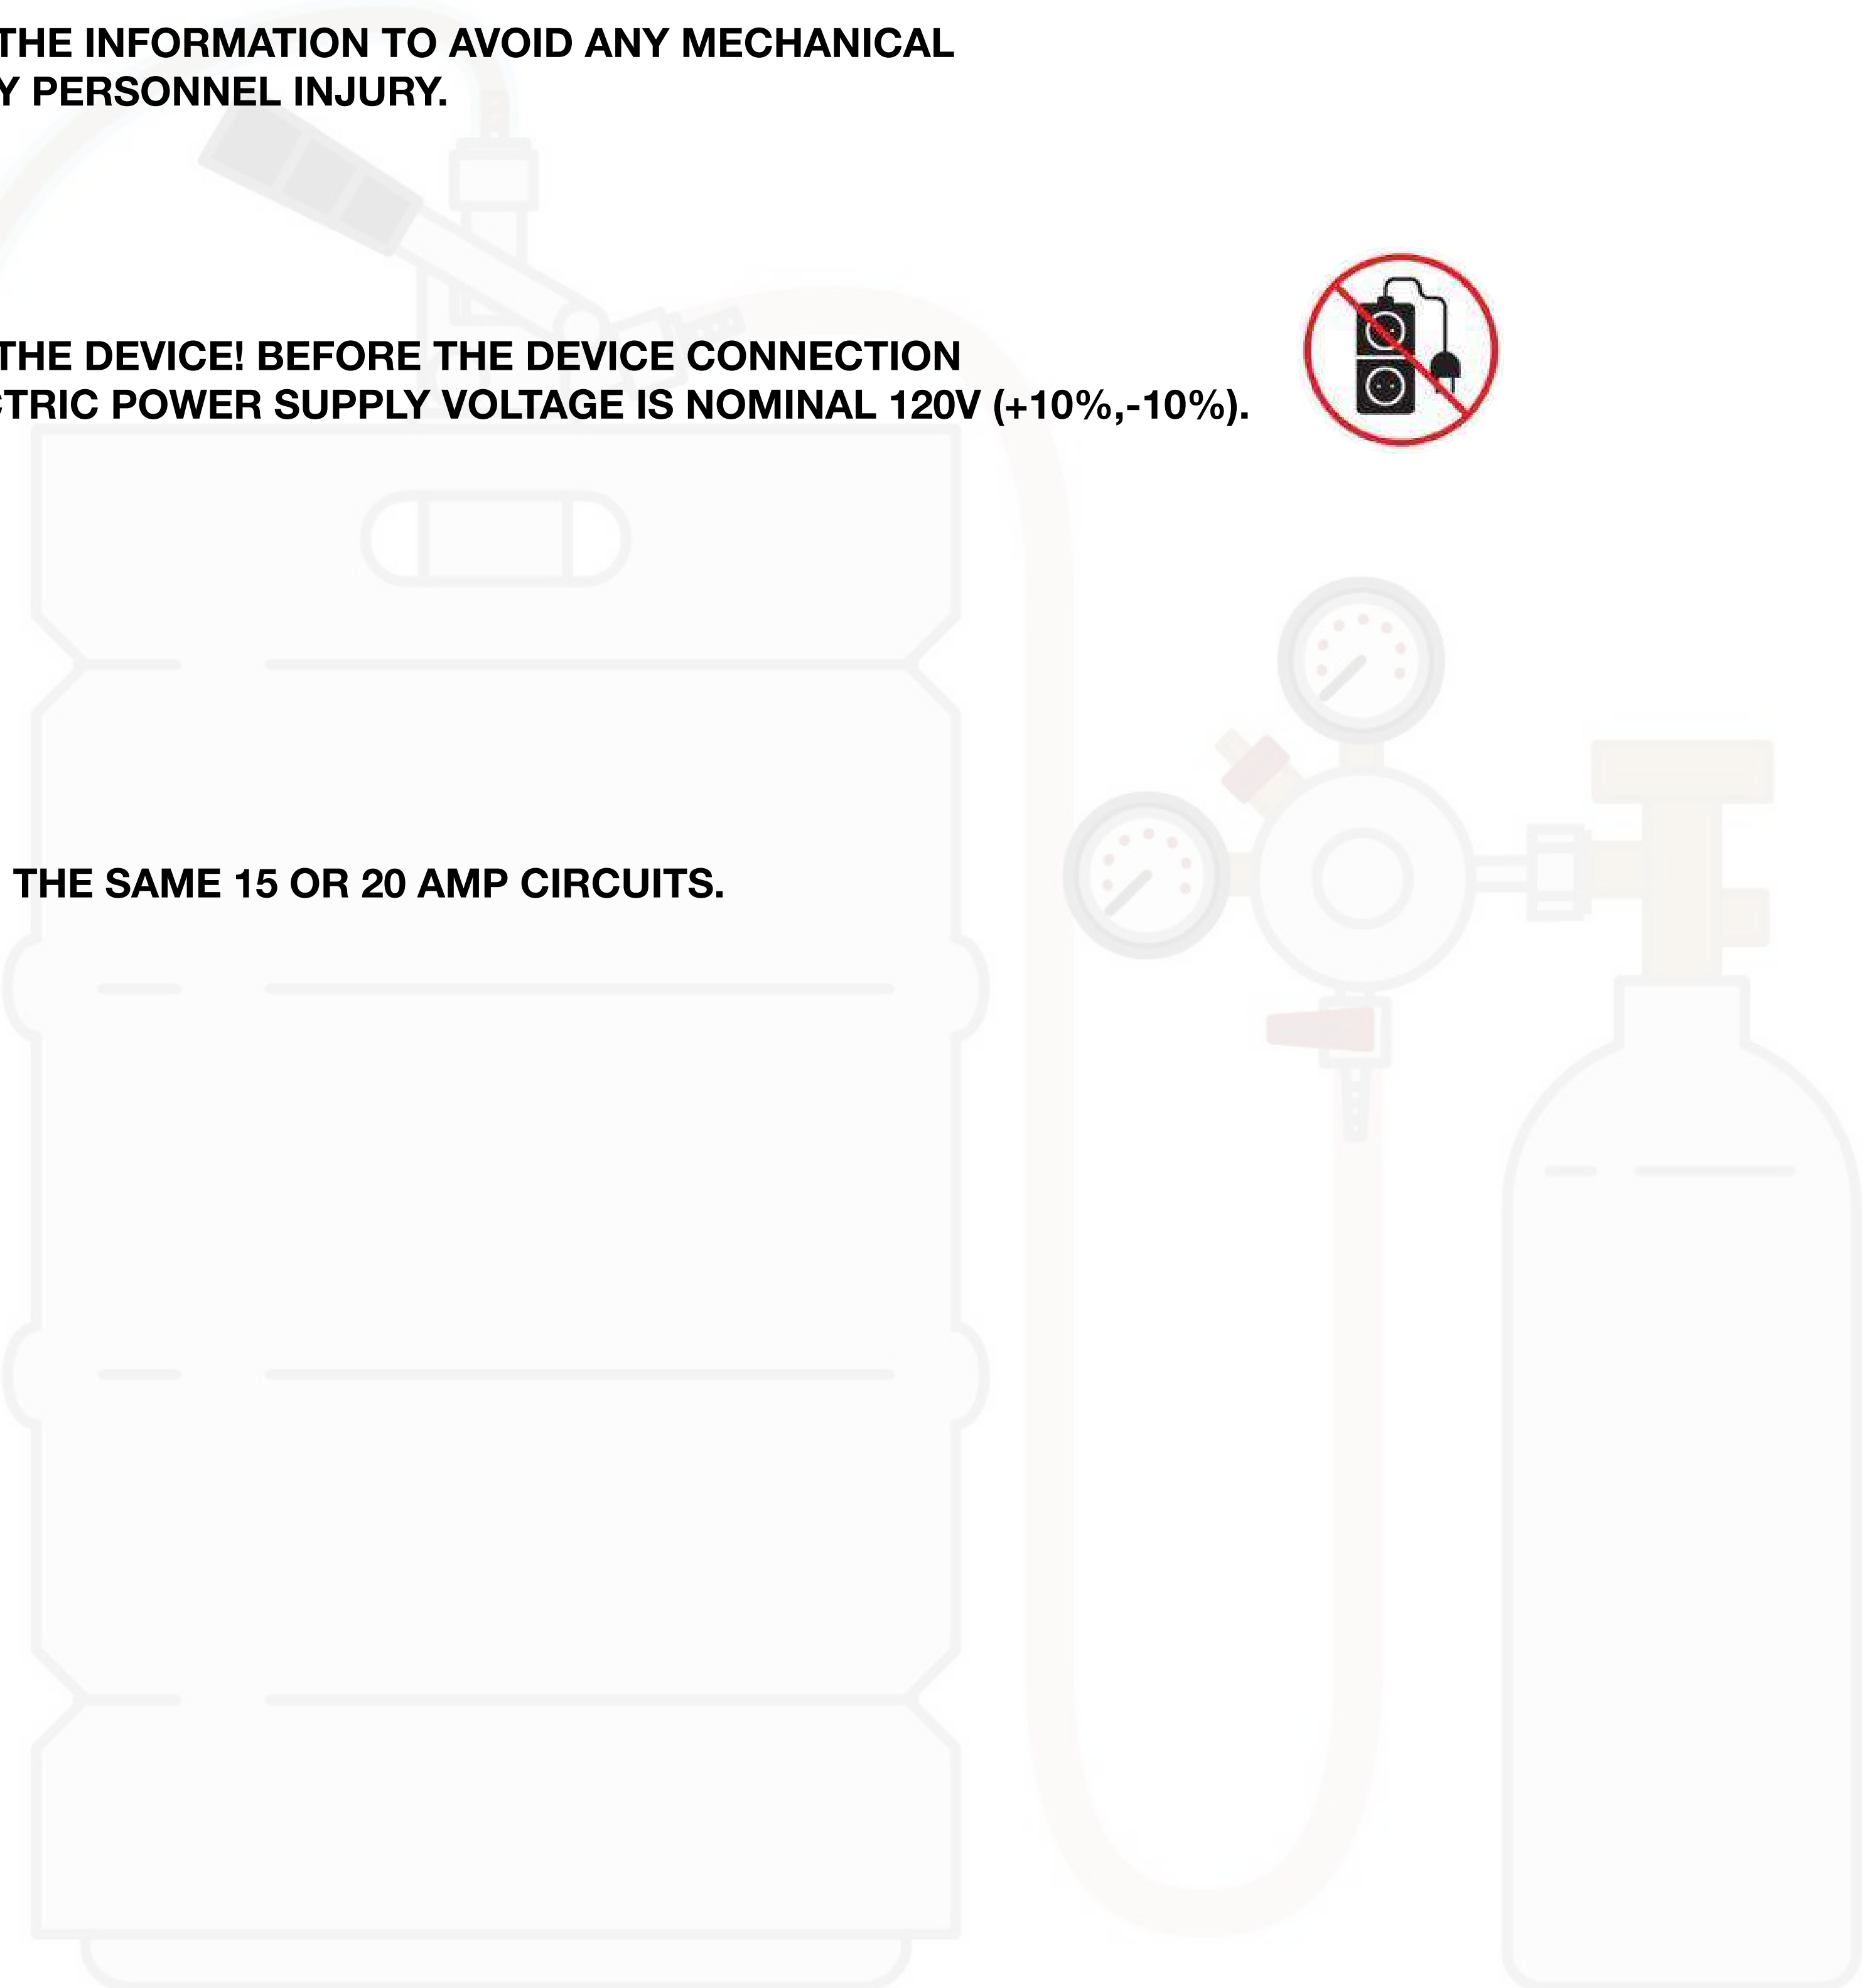 THE INFORMATION TO AVOID ANY MECHANICAL
PERSONNEL INJURY.
THE DEVICE! BEFORE THE DEVICE CONNECTION
POWER SUPPLY VOLTAGE IS NOMINAL 120V (+10%,-10%).
THE SAME 15 OR 20 AMP CIRCUITS.